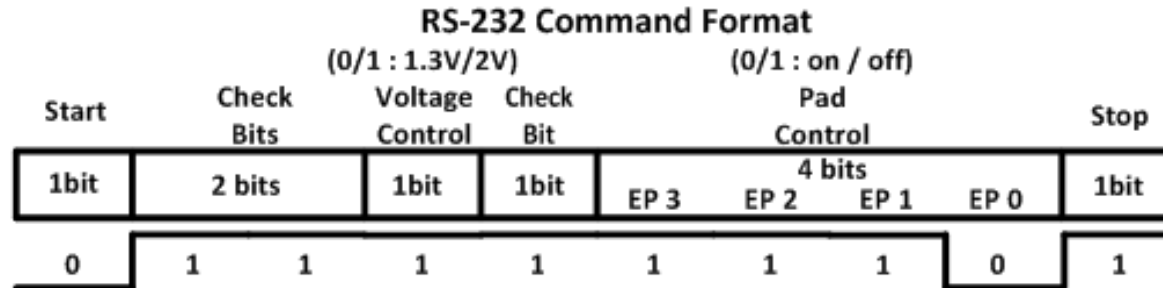 RS-232 Command Format
(0/1 : 1.3V/2V) (0/1 : on / off)
Start Check Bits Voltage Control Check Bit Pad Control Stop
1bit 2 bits 1bit 1bit 4 bits 1bit
EP 3 EP 2 EP 1 EP 0
0 1 1 1 1 1 1 1 0 1